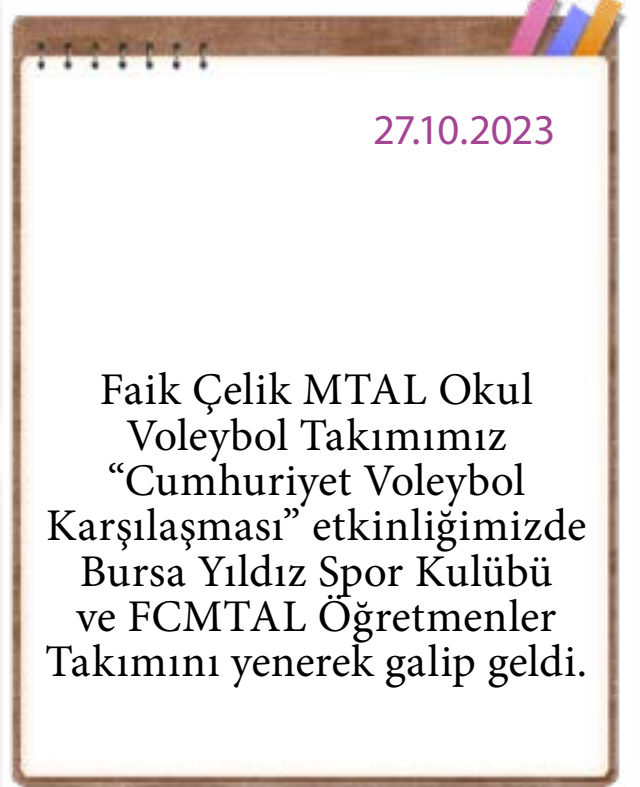 27.10.2023
Faik Çelik MTAL Okul
Voleybol Takımımız
“Cumhuriyet Voleybol
Karşılaşması” etkinliğimizde
Bursa Yıldız Spor Kulübü
ve FCMTAL Öğretmenler
Takımını yenerek galip geldi.